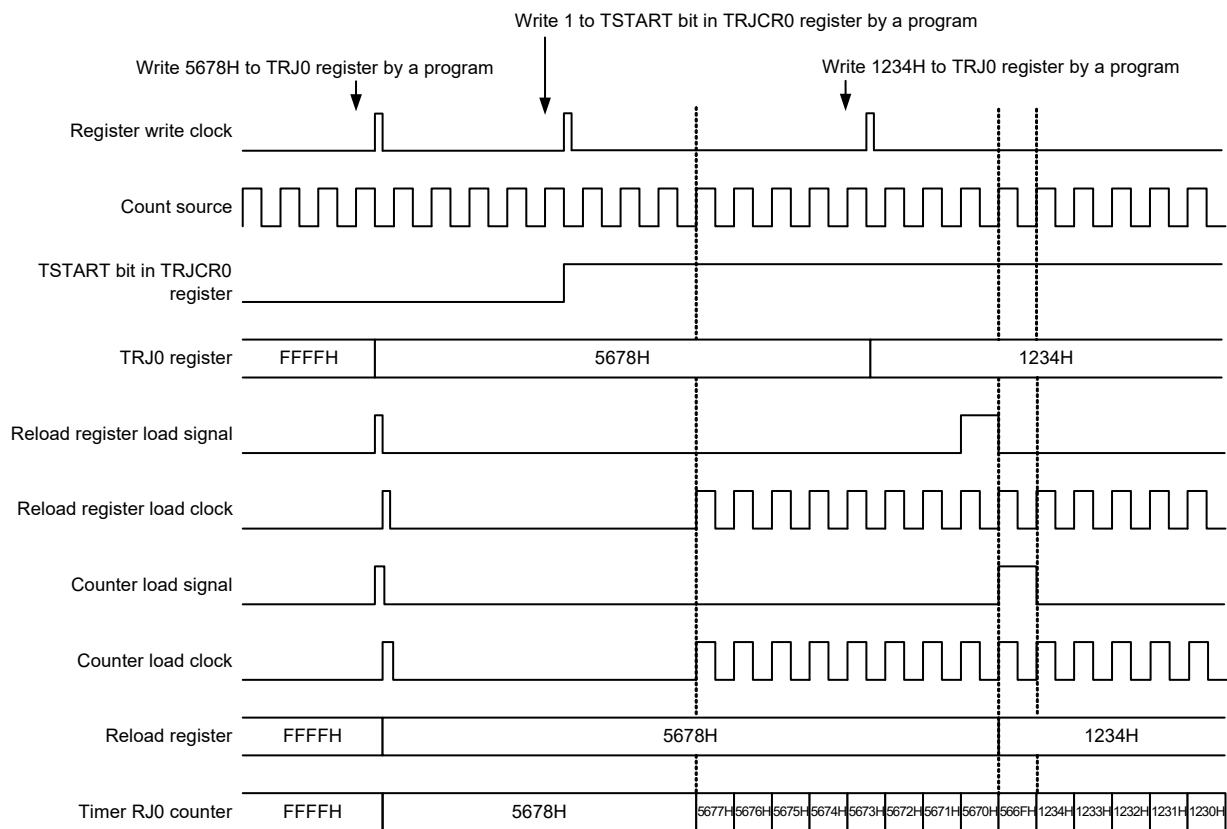 Write 1 to TSTART bit in TRJCR0 register by a program
Write 5678H to TRJ0 register by a program
Write 1234H to TRJ0 register by a program
Register write clock
Count source
TSTART bit in TRJCR0
register
TRJ0 register FFFFH 5678H 1234H
Reload register load signal
Reload register load clock
Counter load signal
Counter load clock
Reload register FFFFH 5678H 1234H
Timer RJ0 counter FFFFH 5678H 5677H 5676H 5675H 5674H 5673H 5672H 5671H 5670H 566FH 1234H 1233H 1232H 1231H 1230H